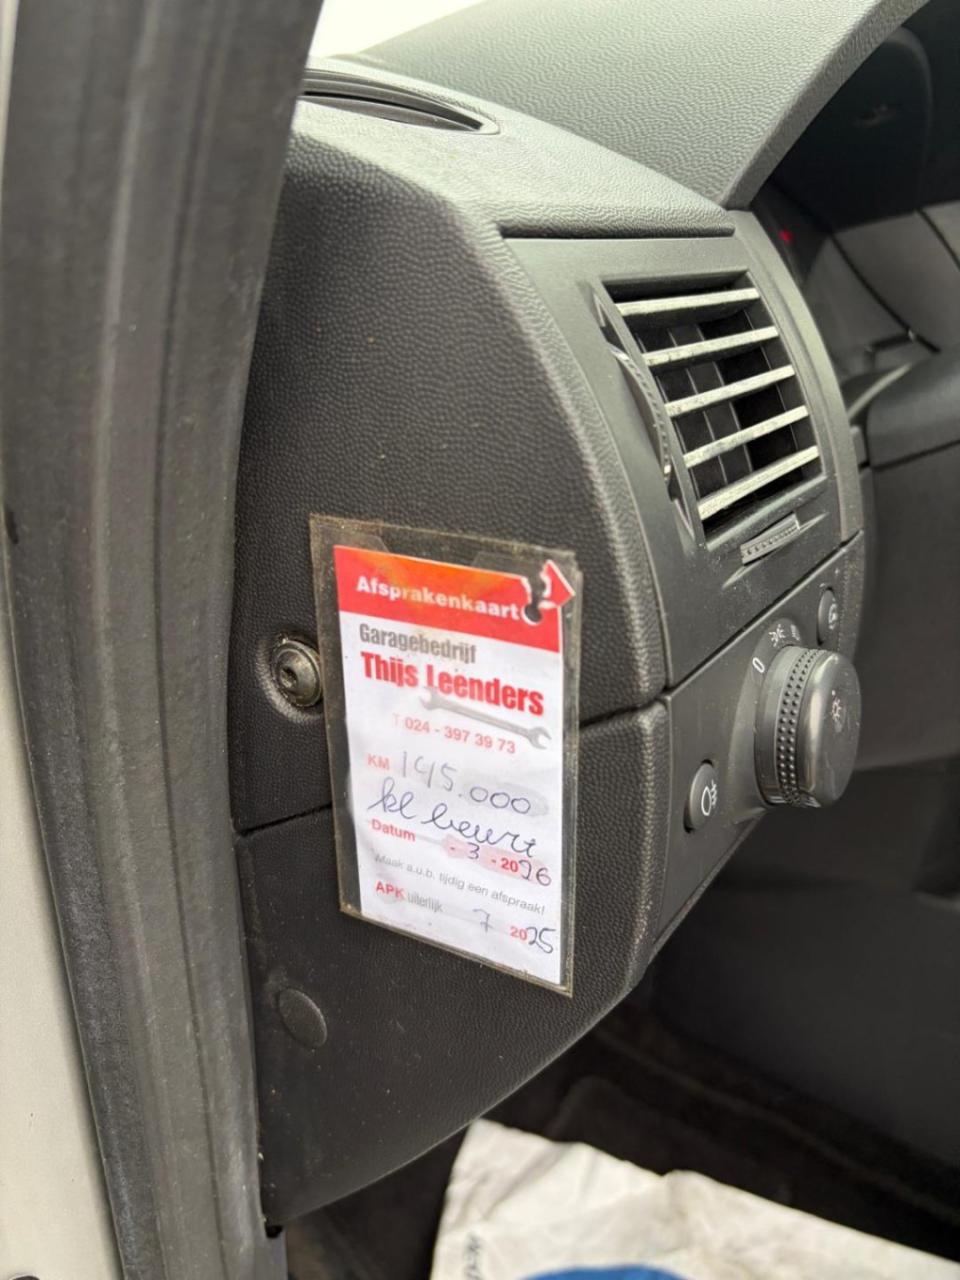 Afsprakenkaart
Garagebedrijf
Thijs Leenders
T 024 - 397 39 73
KM 145.000
kl beurt
Datum - 3 - 2026
Maak a.u.b. tijdig een afspraak!
APK uiterlijk 7 2025
0